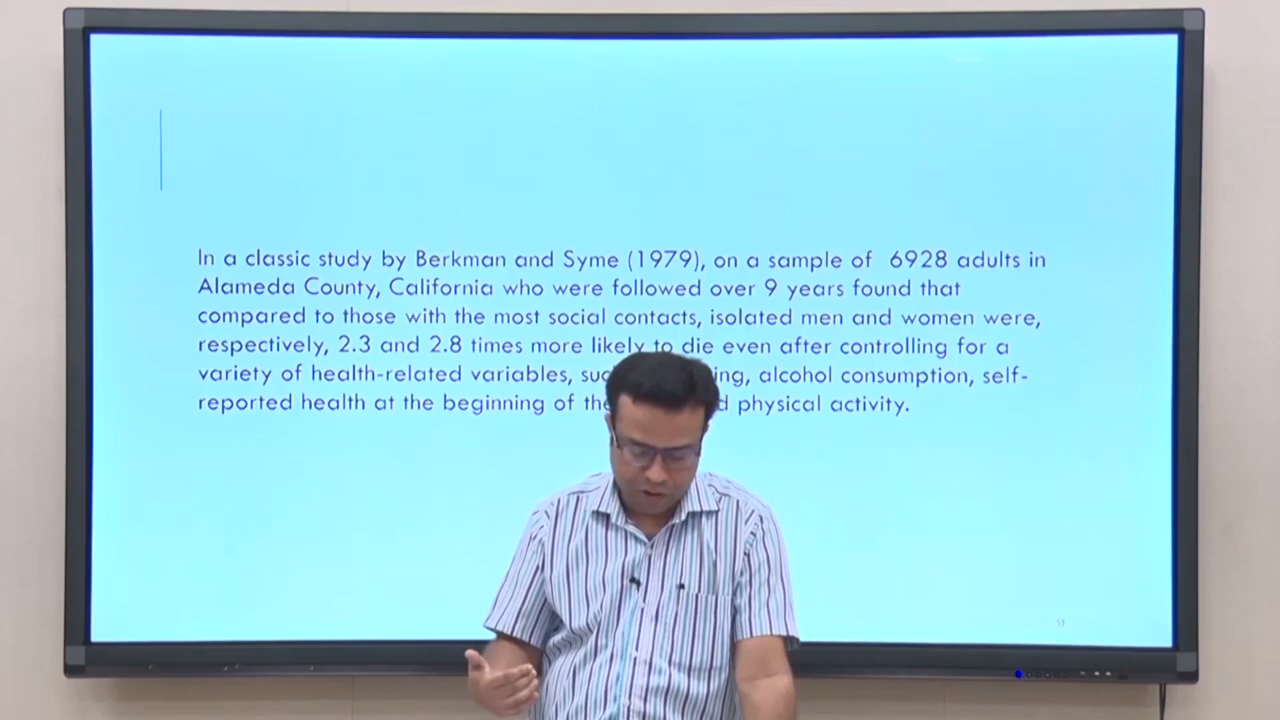 In a classic study by Berkman and Syme (1979), on a sample of 6928 adults in
Alameda County, California who were followed over 9 years found that
compared to those with the most social contacts, isolated men and women were,
respectively, 2.3 and 2.8 times more likely to die even after controlling for a
variety of health-related variables, alcohol consumption, self-
reported health at the beginning of physical activity.